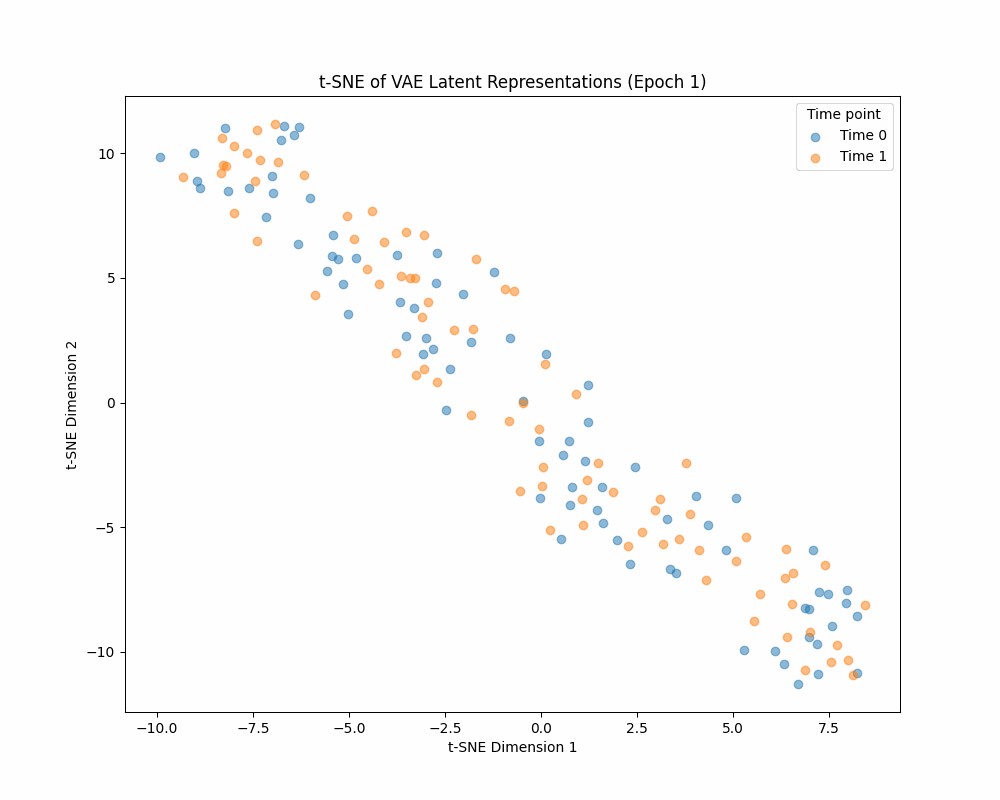 t-SNE of VAE Latent Representations (Epoch 1)
Time point
Time 0
Time 1
10
5
0
−5
−10
t-SNE Dimension 2
−10.0 −7.5 −5.0 −2.5 0.0 2.5 5.0 7.5
t-SNE Dimension 1